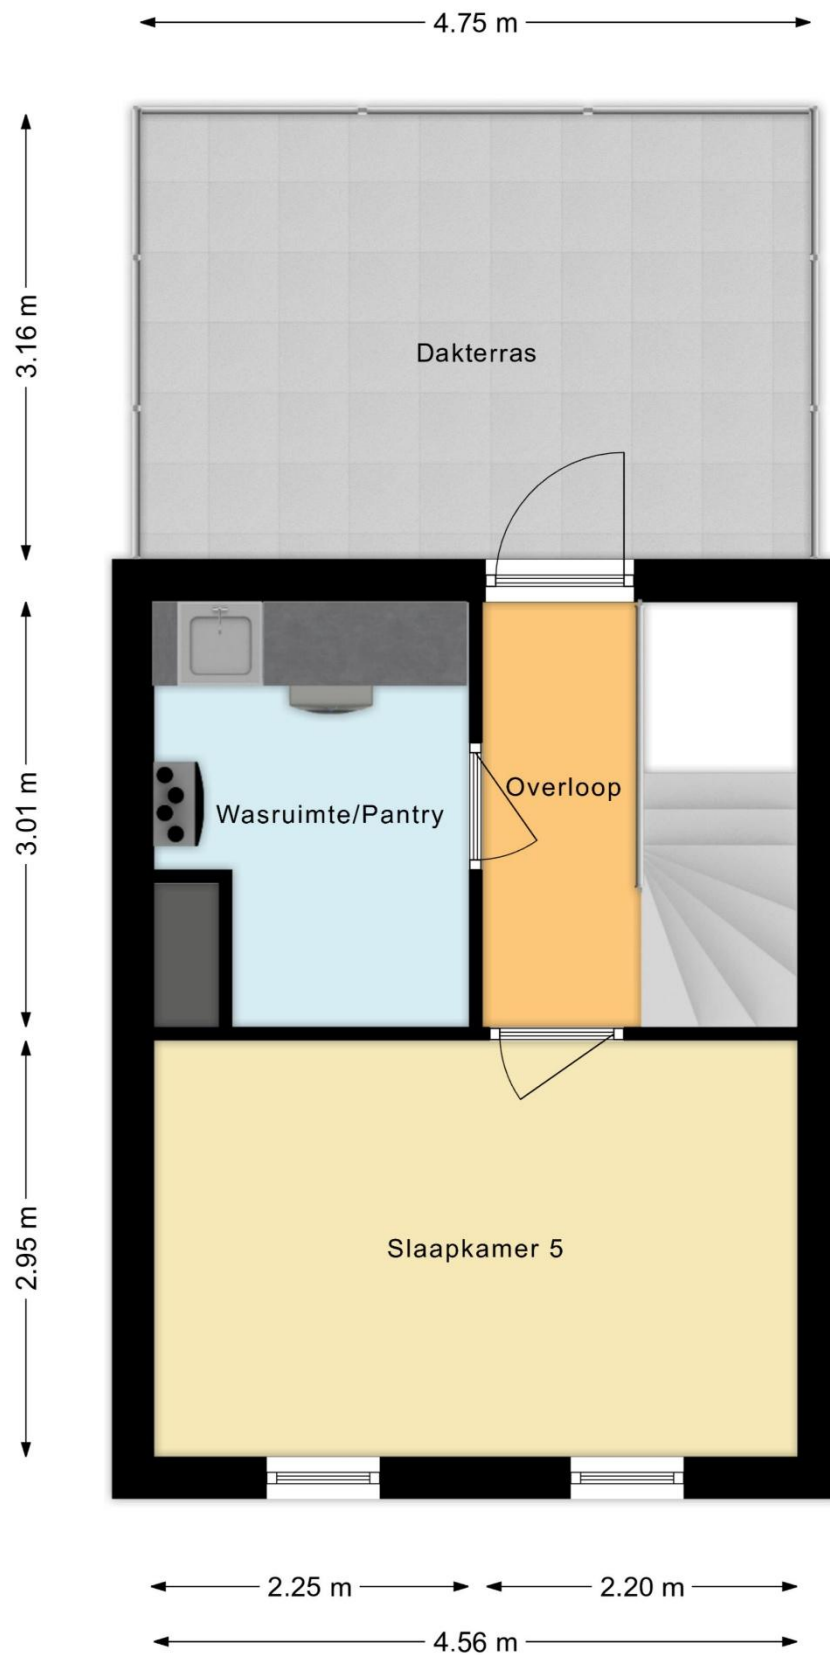 4.75 m
3.16 m
Dakterras
3.01 m
Wasruimte/Pantry
Overloop
2.95 m
Slaapkamer 5
2.25 m
2.20 m
4.56 m